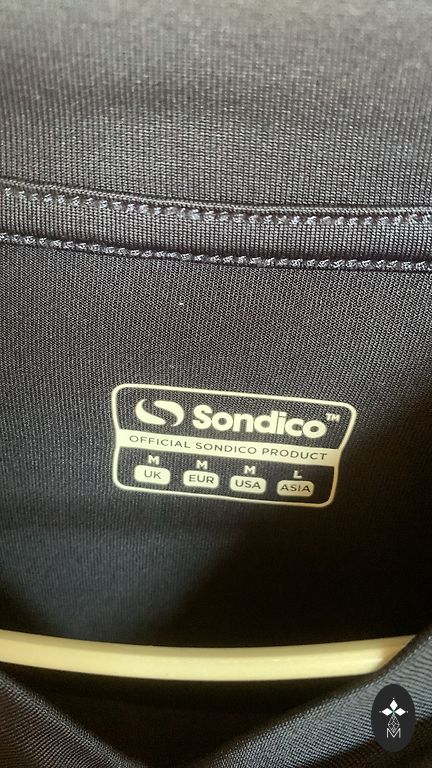 Sondico™
OFFICIAL SONDICO PRODUCT
M M M L
UK EUR USA ASIA
M